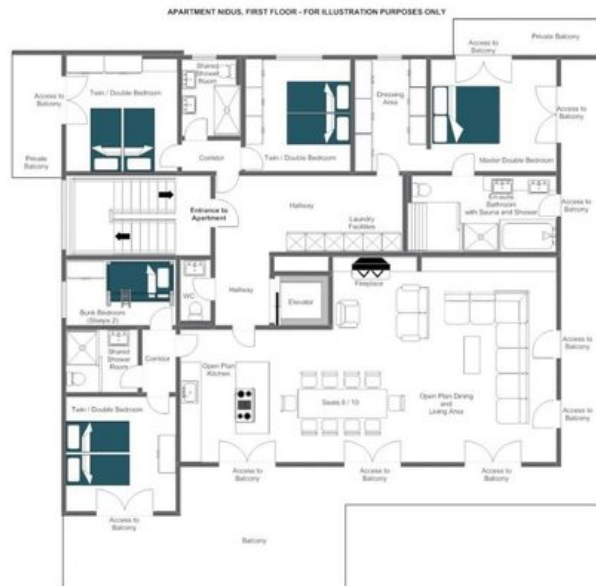 APARTMENT NIDUS, FIRST FLOOR - FOR ILLUSTRATION PURPOSES ONLY
Access to
Balcony
Private Balcony
Shared
Shower
Room
Twin / Double Bedroom
Access to
Balcony
Dressing
Area
Access to
Balcony
Private
Balcony
Corridor
Twin / Double Bedroom
Master Double Bedroom
Entrance to
Apartment
Hallway
Laundry
Facilities
En-suite
Bathroom
with Sauna and Shower
Access to
Balcony
WC
Hallway
Elevator
Fireplace
Bunk Bedroom
(Sleeps 2)
Shared
Shower
Room
Corridor
Open Plan
Kitchen
Access to
Balcony
Twin / Double Bedroom
Seats 8 / 10
Open Plan Dining
and
Living Area
Access to
Balcony
Access to
Balcony
Access to
Balcony
Access to
Balcony
Access to
Balcony
Balcony